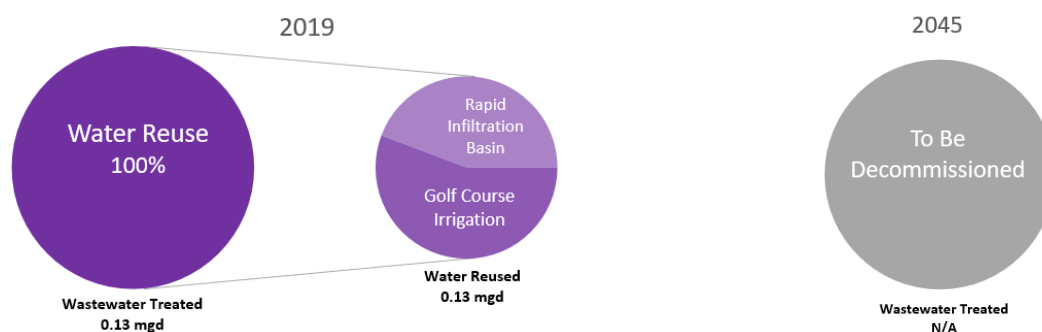 2019
Water Reuse
100%
Rapid
Infiltration
Basin
Golf Course
Irrigation
Wastewater Treated
0.13 mgd
Water Reused
0.13 mgd
2045
To Be
Decommissioned
Wastewater Treated
N/A